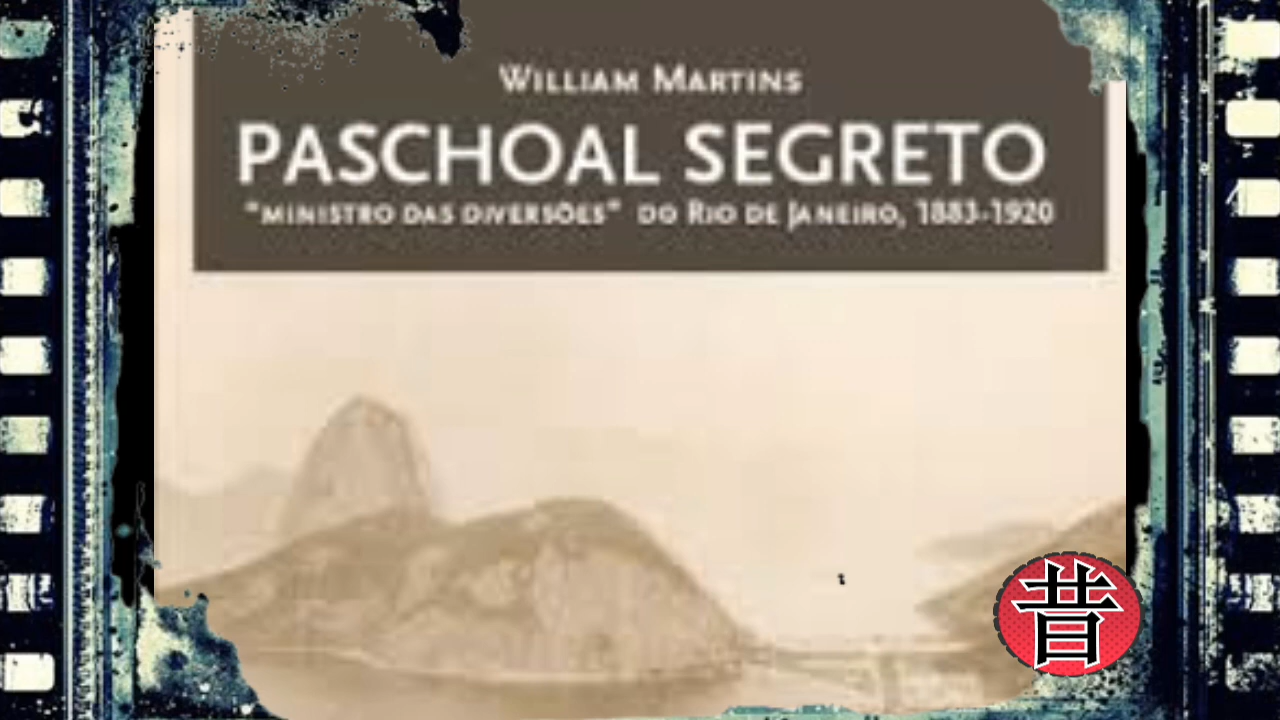 William Martins
PASCHOAL SEGRETO
"MINISTRO DAS DIVERSÕES" DO RIO DE JANEIRO, 1883-1920
昔